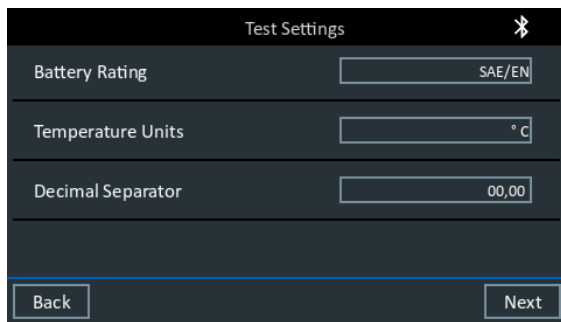 Test Settings
Battery Rating SAE/EN
Temperature Units ° C
Decimal Separator 00,00
Back Next